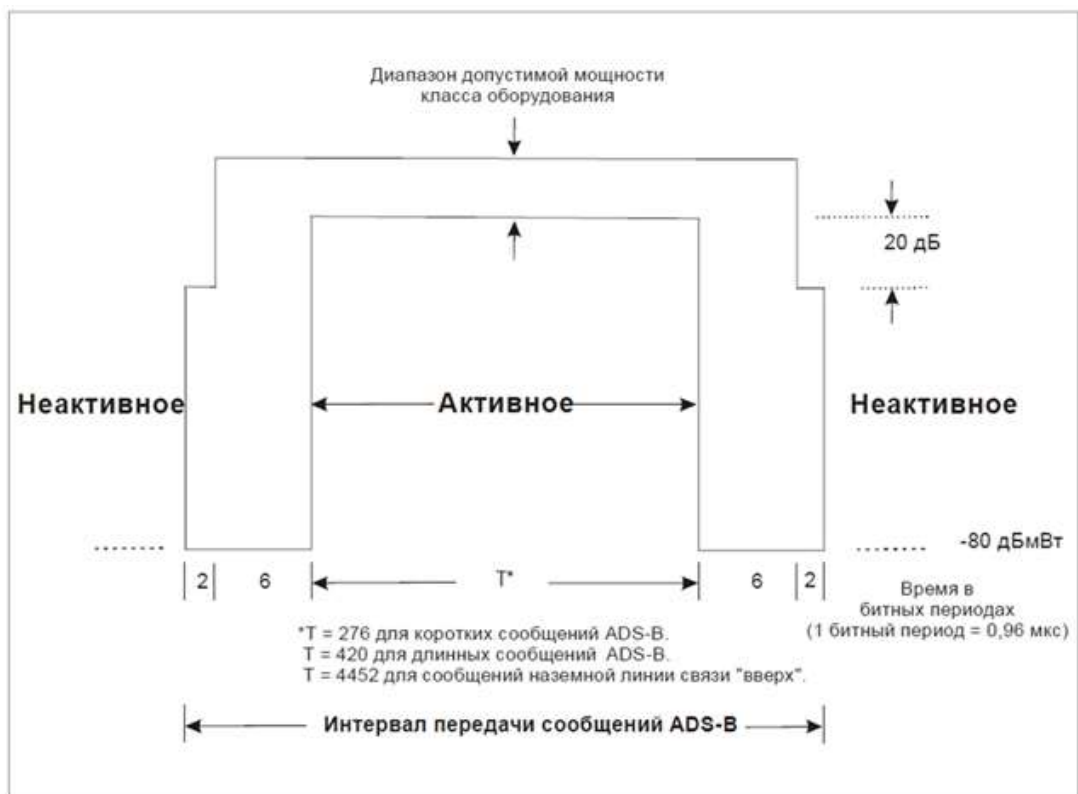 Диапазон допустимой мощности
класса оборудования
20 дБ
Неактивное
Активное
Неактивное
-80 дБмВт
2
6
T*
6
2
Время в
битных периодах
(1 битный период = 0,96 мкс)
*T = 276 для коротких сообщений ADS-B.
T = 420 для длинных сообщений ADS-B.
T = 4452 для сообщений наземной линии связи "вверх".
Интервал передачи сообщений ADS-B